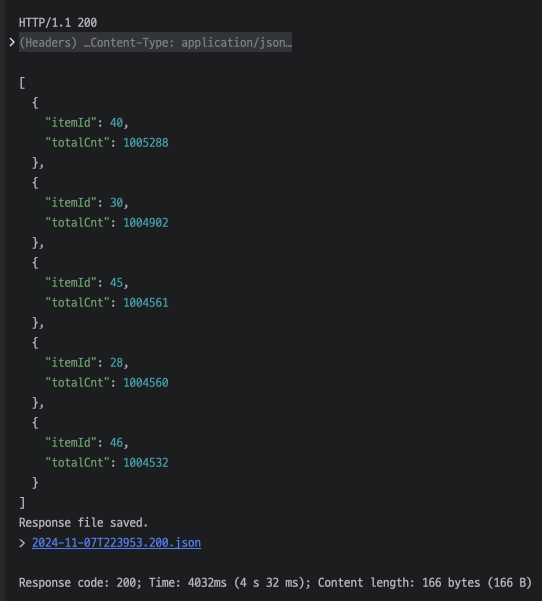 HTTP/1.1 200
(Headers) …Content-Type: application/json…
[
  {
    "itemId": 40,
    "totalCnt": 1005288
  },
  {
    "itemId": 30,
    "totalCnt": 1004902
  },
  {
    "itemId": 45,
    "totalCnt": 1004561
  },
  {
    "itemId": 28,
    "totalCnt": 1004560
  },
  {
    "itemId": 46,
    "totalCnt": 1004532
  }
]
Response file saved.
> 2024-11-07T223953.200.json
Response code: 200; Time: 4032ms (4 s 32 ms); Content length: 166 bytes (166 B)